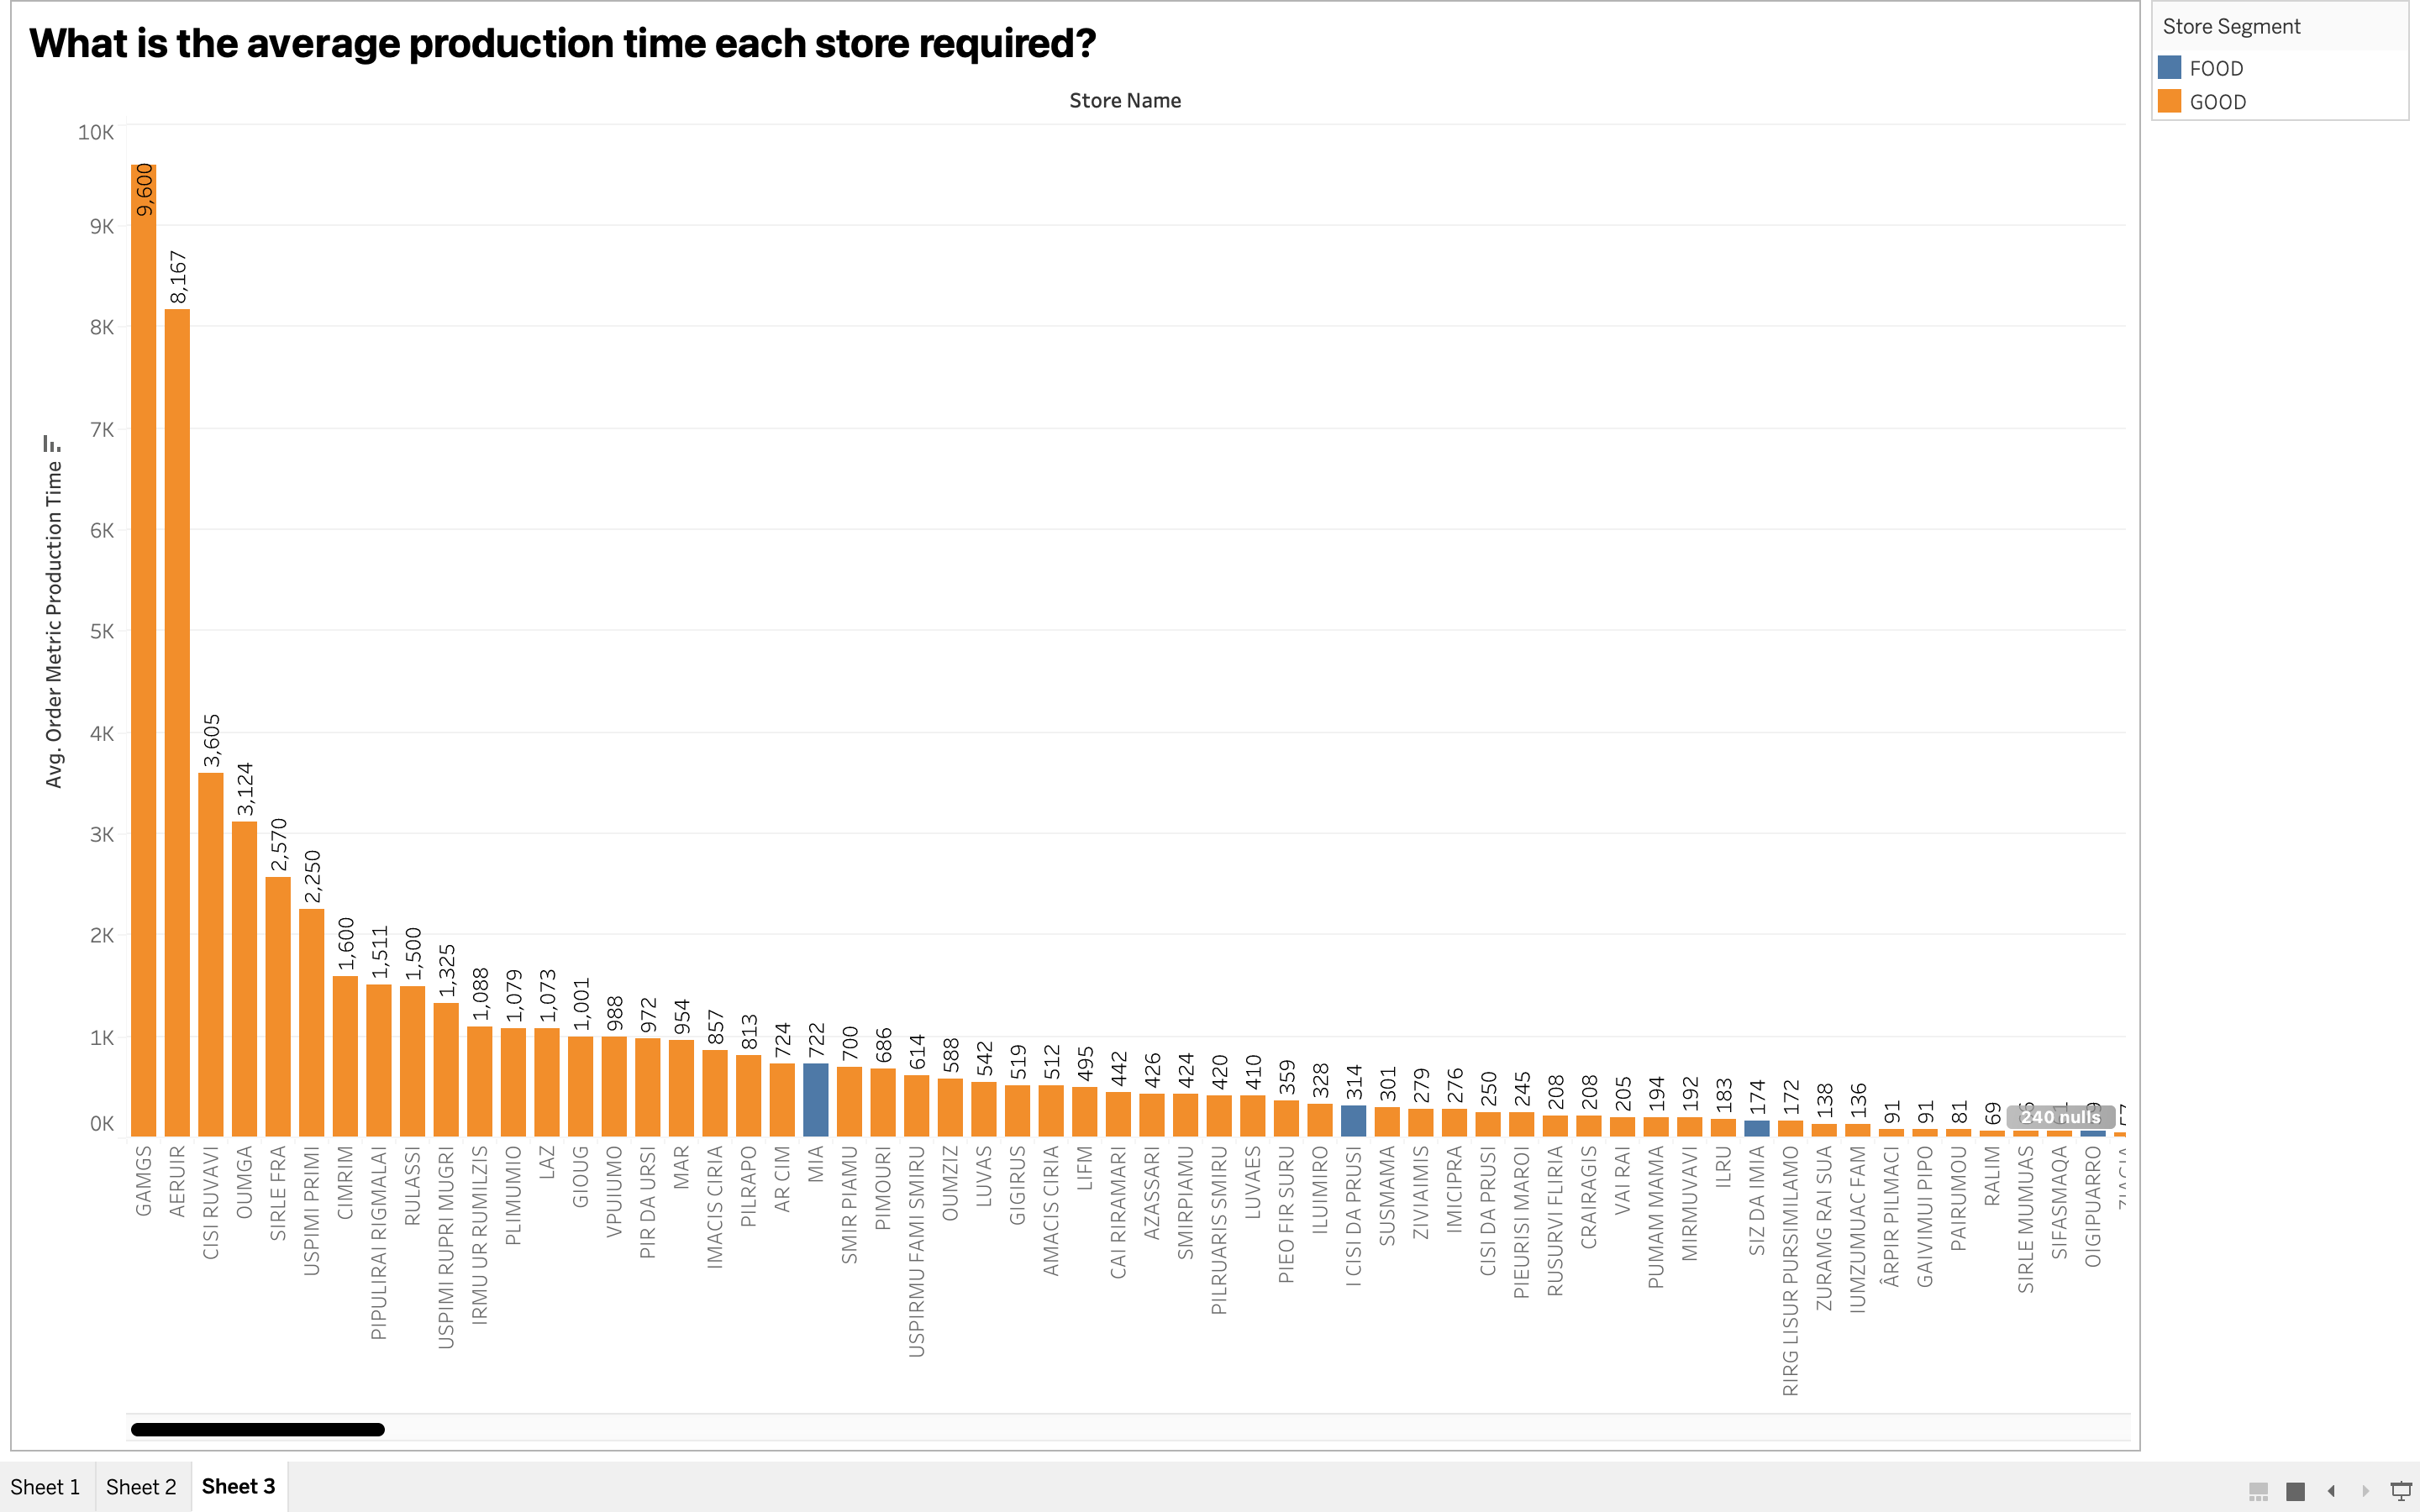 What is the average production time each store required?
Store Segment
FOOD
GOOD
Store Name
Avg. Order Metric Production Time
10K
9K
8K
7K
6K
5K
4K
3K
2K
1K
0K
9,600
8,167
3,605
3,124
2,570
2,250
1,600
1,511
1,500
1,325
1,088
1,079
1,073
1,001
988
972
954
857
813
724
722
700
686
614
588
542
519
512
495
442
426
424
420
410
359
328
314
301
279
276
250
245
208
208
205
194
192
183
174
172
138
136
91
91
81
69
240 nulls
GAMGS
AERUIR
CISI RUVAVI
OUMGA
SIRLE FRA
USPIMI PRIMI
CIMRIM
PIPULIRAI RIGMALAI
RULASSI
USPIMI RUPRI MUGRI
IRMU UR RUMILZIS
PLIMUMIO
LAZ
GIOUG
VPUIUMO
PIR DA URSI
MAR
IMACIS CIRIA
PILRAPO
AR CIM
MIA
SMIR PIAMU
PIMOURI
USPIRMU FAMI SMIRU
OUMZIZ
LUVAS
GIGIRUS
AMACIS CIRIA
LIFM
CAI RIRAMARI
AZASSARI
SMIRPIAMU
PILRUARIS SMIRU
LUVAES
PIEO FIR SURU
ILUIMIRO
I CISI DA PRUSI
SUSMAMA
ZIVIAIMIS
IMICIPRA
CISI DA PRUSI
PIEURISI MAROI
RUSURVI FLIRIA
CRAIRAGIS
VAI RAI
PUMAM MAMA
MIRMUVAVI
ILRU
SIZ DA IMIA
RIRG LISUR PURSIMILAMO
ZURAMG RAI SUA
IUMZUMUAC FAM
ÂRPIR PILMACI
GAIVIMUI PIPO
PAIRUMOU
RALIM
SIRLE MUMUAS
SIFASMAQA
OIGIPUARRO
Sheet 1
Sheet 2
Sheet 3